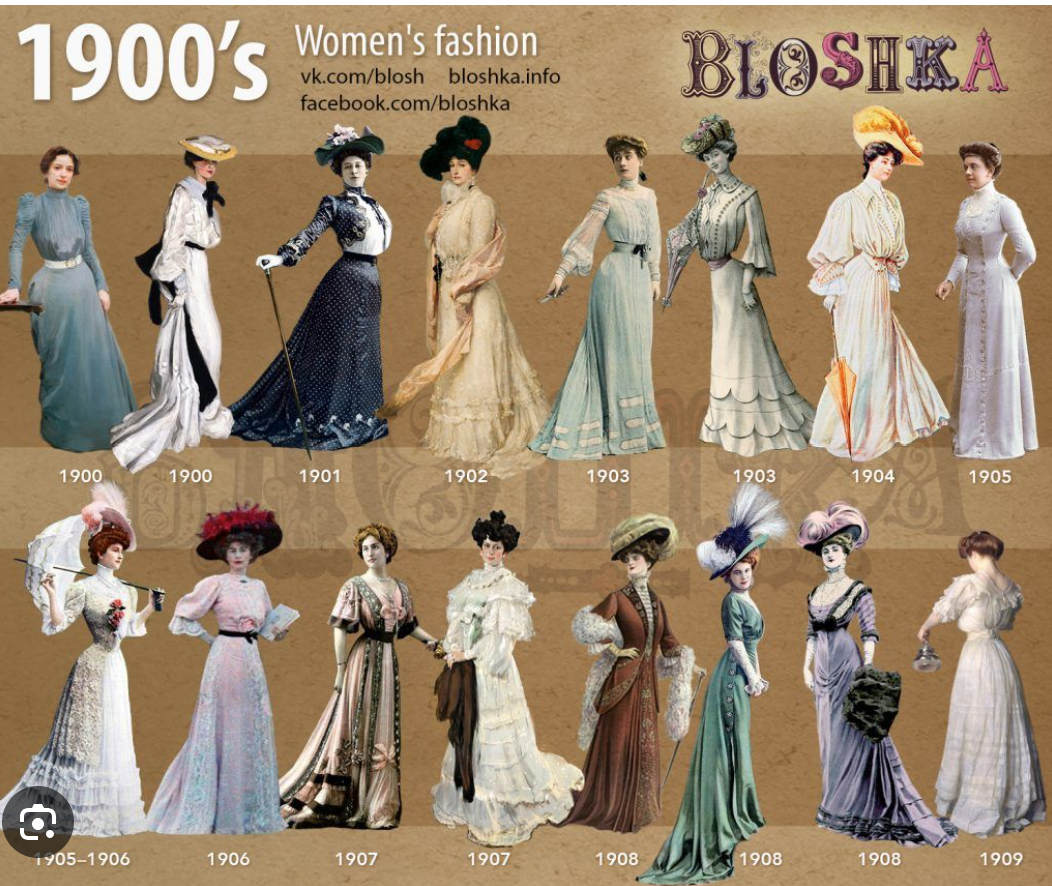 1900's
Women's fashion
vk.com/blosh bloshka.info
facebook.com/bloshka
BLOSHKA
1900 1900 1901 1902 1903 1903 1904 1905
1905–1906 1906 1907 1907 1908 1908 1908 1909